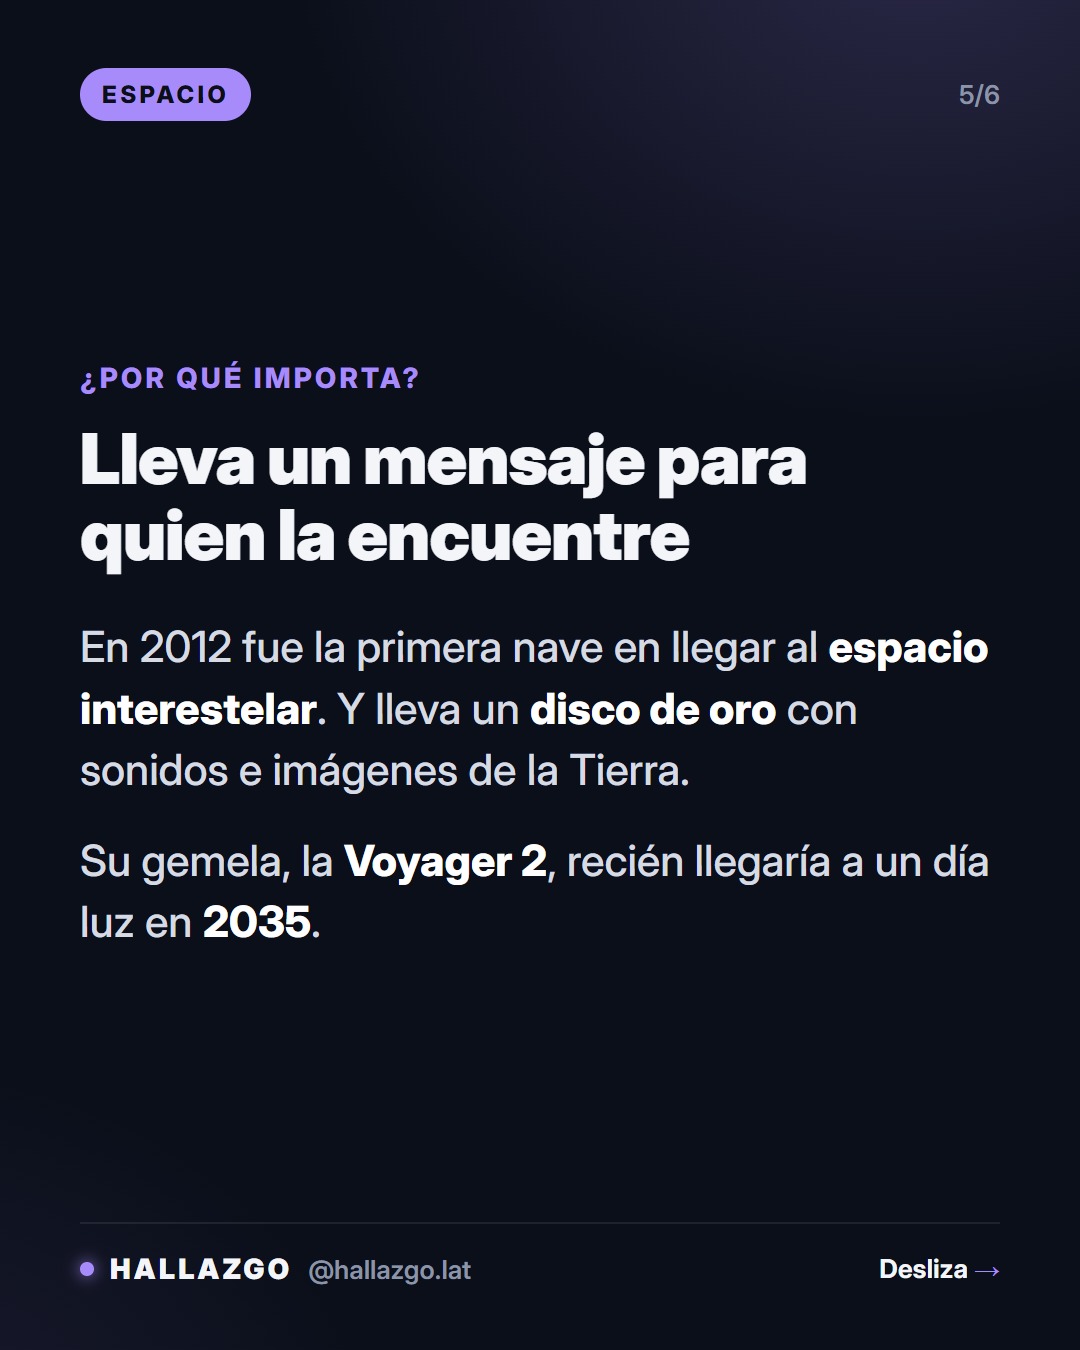 ESPACIO
5/6
¿POR QUÉ IMPORTA?
Lleva un mensaje para
quien la encuentre
En 2012 fue la primera nave en llegar al espacio
interestelar. Y lleva un disco de oro con
sonidos e imágenes de la Tierra.
Su gemela, la Voyager 2, recién llegaría a un día
luz en 2035.
HALLAZGO @hallazgo.lat
Desliza →